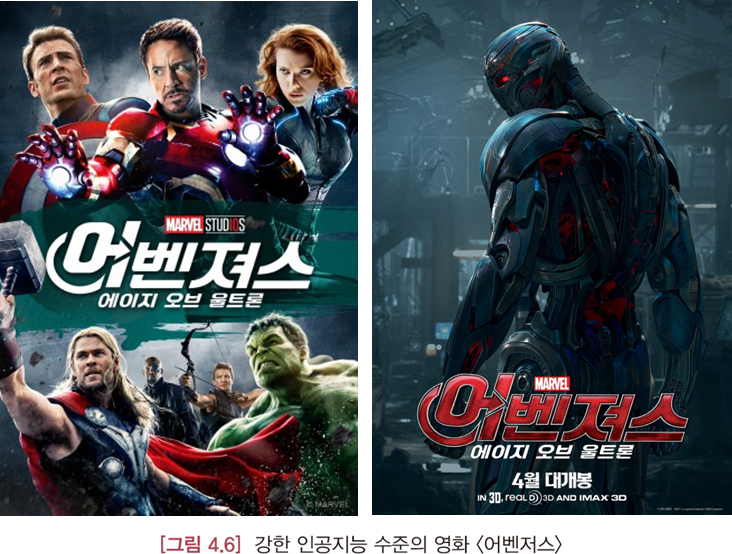 MARVEL STUDIOS
어벤져스
에이지 오브 울트론
© MARVEL
MARVEL
어벤져스
에이지 오브 울트론
4월 대개봉
IN 3D, REAL D 3D AND IMAX 3D
[그림 4.6] 강한 인공지능 수준의 영화 <어벤저스>